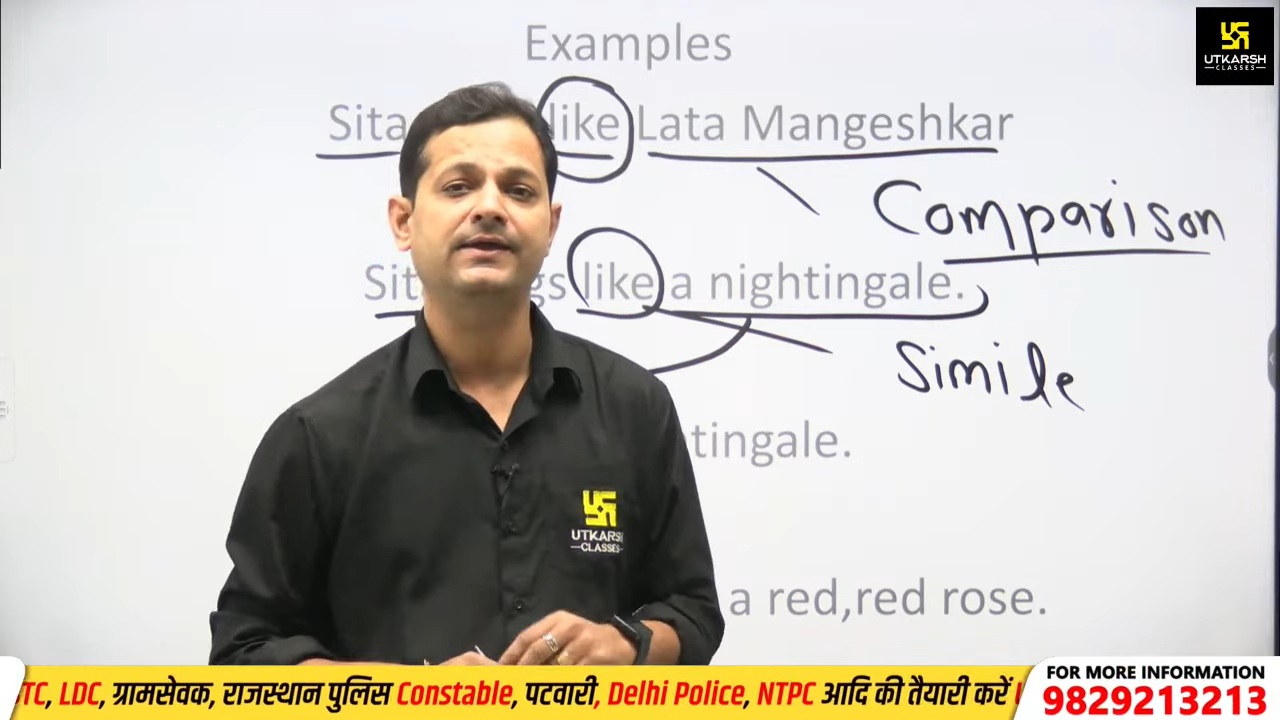 Examples
UTKARSH
CLASSES
Sita like Lata Mangeshkar
Comparison
like a nightingale.
Simile
tingale.
UTKARSH
CLASSES
a red,red rose.
TC, LDC, ग्रामसेवक, राजस्थान पुलिस Constable, पटवारी, Delhi Police, NTPC आदि की तैयारी करें
FOR MORE INFORMATION
9829213213